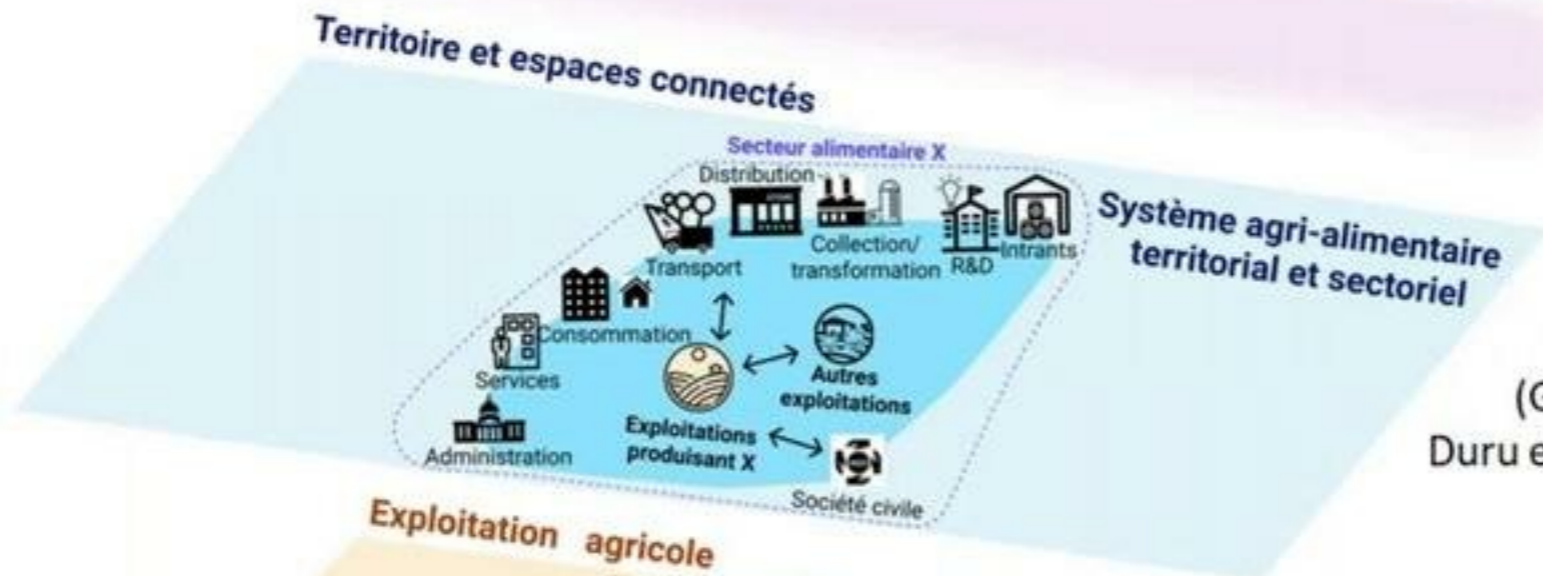 Territoire et espaces connectés
Secteur alimentaire X
Distribution
Système agri-alimentaire
territorial et sectoriel
Collection/
transformation
R&D
Intrants
Transport
Consommation
Services
Autres
exploitations
Exploitations
produisant X
Administration
Société civile
Exploitation agricole
Duru e